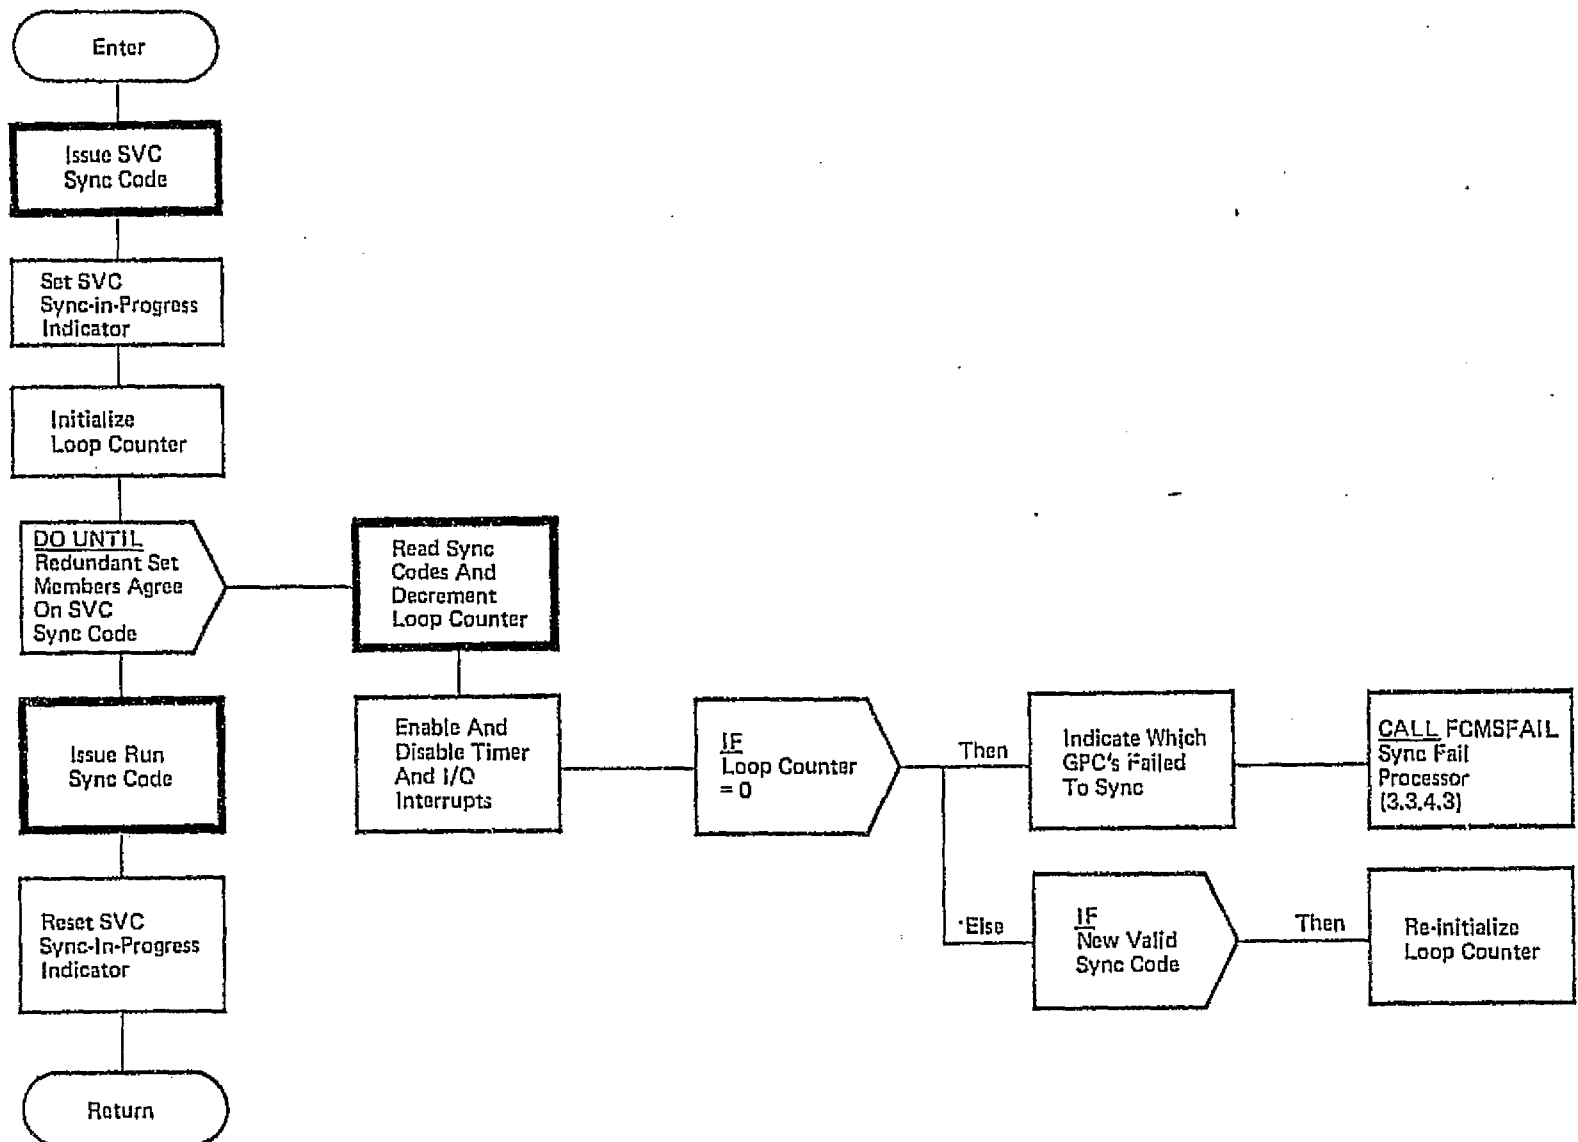 Enter
Issue SVC
Sync Code
Set SVC
Sync-in-Progress
Indicator
Initialize
Loop Counter
DO UNTIL
Redundant Set
Members Agree
On SVC
Sync Code
Read Sync
Codes And
Decrement
Loop Counter
Enable And
Disable Timer
And I/O
Interrupts
IF
Loop Counter
= 0
Then
Indicate Which
GPC's Failed
To Sync
CALL FCMSFAIL
Sync Fail
Processor
(3.3.4.3)
Else
IF
New Valid
Sync Code
Then
Re-initialize
Loop Counter
Issue Run
Sync Code
Reset SVC
Sync-In-Progress
Indicator
Return